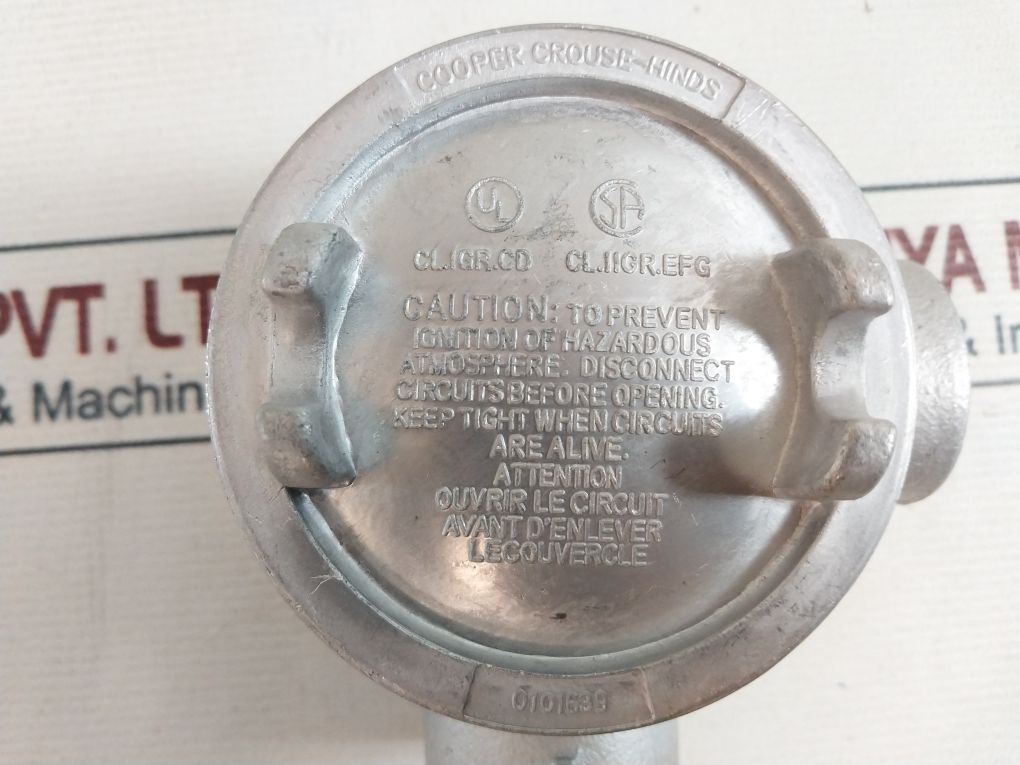 COOPER CROUSE-HINDS
UL SA
CL.IGR.CD CL.IIGR.EFG
CAUTION: TO PREVENT
IGNITION OF HAZARDOUS
ATMOSPHERE. DISCONNECT
CIRCUITS BEFORE OPENING.
KEEP TIGHT WHEN CIRCUITS
ARE ALIVE.
ATTENTION
OUVRIR LE CIRCUIT
AVANT D'ENLEVER
LE COUVERCLE
PVT. LT
& Machin
YA M
& In